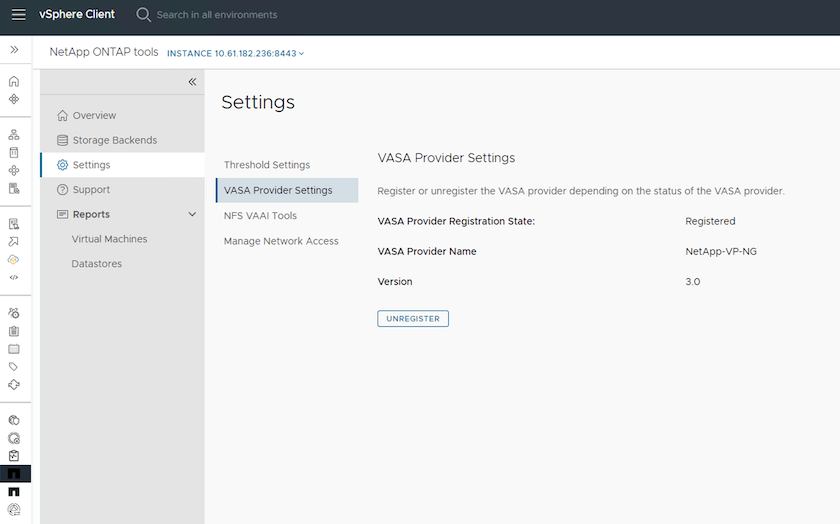 vSphere Client
Search in all environments
NetApp ONTAP tools INSTANCE 10.61.182.236:8443
Overview
Storage Backends
Settings
Support
Reports
Virtual Machines
Datastores
Settings
Threshold Settings
VASA Provider Settings
NFS VAAI Tools
Manage Network Access
VASA Provider Settings
Register or unregister the VASA provider depending on the status of the VASA provider.
VASA Provider Registration State: Registered
VASA Provider Name NetApp-VP-NG
Version 3.0
UNREGISTER